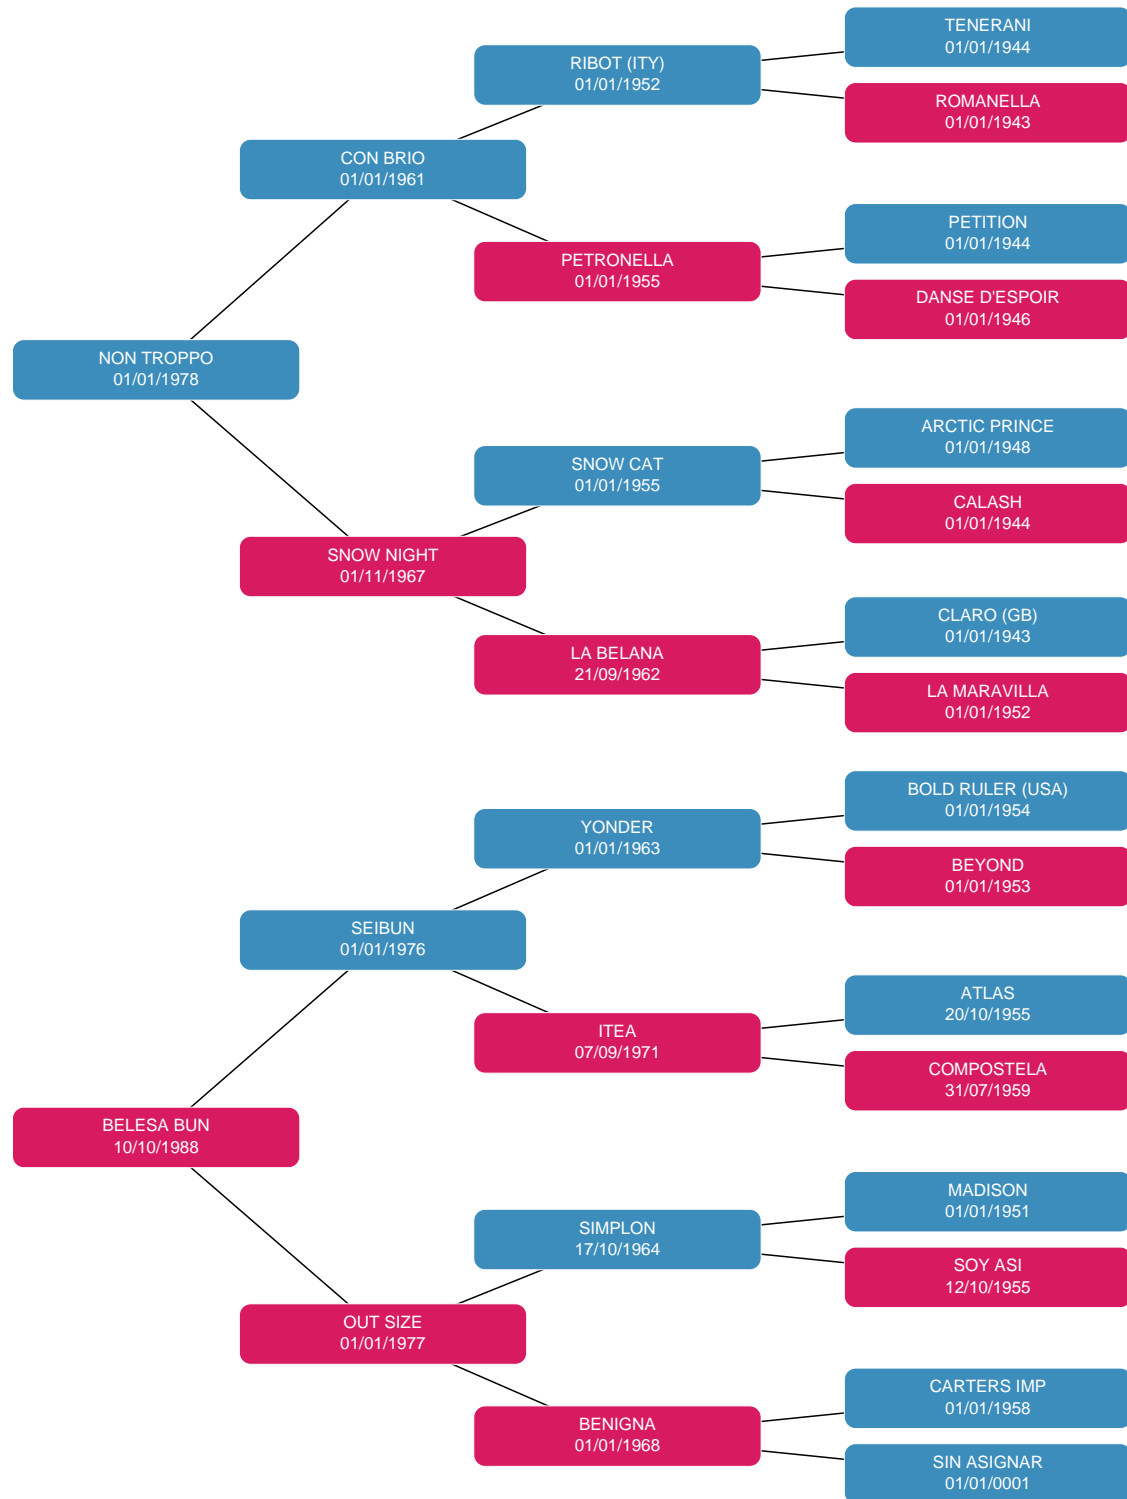 TENERANI
01/01/1944
RIBOT (ITY)
01/01/1952
ROMANELLA
01/01/1943
CON BRIO
01/01/1961
PETITION
01/01/1944
PETRONELLA
01/01/1955
DANSE D'ESPOIR
01/01/1946
NON TROPPO
01/01/1978
ARCTIC PRINCE
01/01/1948
SNOW CAT
01/01/1955
CALASH
01/01/1944
SNOW NIGHT
01/11/1967
CLARO (GB)
01/01/1943
LA BELANA
21/09/1962
LA MARAVILLA
01/01/1952
BOLD RULER (USA)
01/01/1954
YONDER
01/01/1963
BEYOND
01/01/1953
SEIBUN
01/01/1976
ATLAS
20/10/1955
ITEA
07/09/1971
COMPOSTELA
31/07/1959
BELESA BUN
10/10/1988
MADISON
01/01/1951
SIMPLON
17/10/1964
SOY ASI
12/10/1955
OUT SIZE
01/01/1977
CARTERS IMP
01/01/1958
BENIGNA
01/01/1968
SIN ASIGNAR
01/01/0001